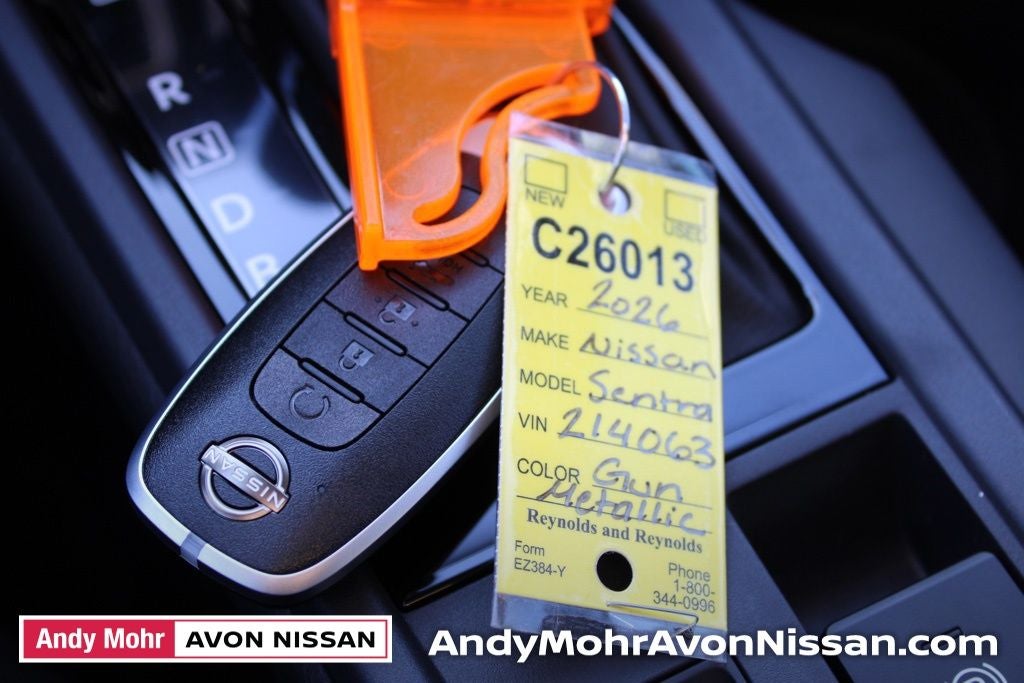 R
N
D
B
NEW
USED
C26013
YEAR 2026
MAKE Nissan
MODEL Sentra
VIN 214063
COLOR Gun
Metallic
Reynolds and Reynolds
Form
EZ384-Y
Phone
1-800-
344-0996
NISSAN
Andy Mohr AVON NISSAN
AndyMohrAvonNissan.com